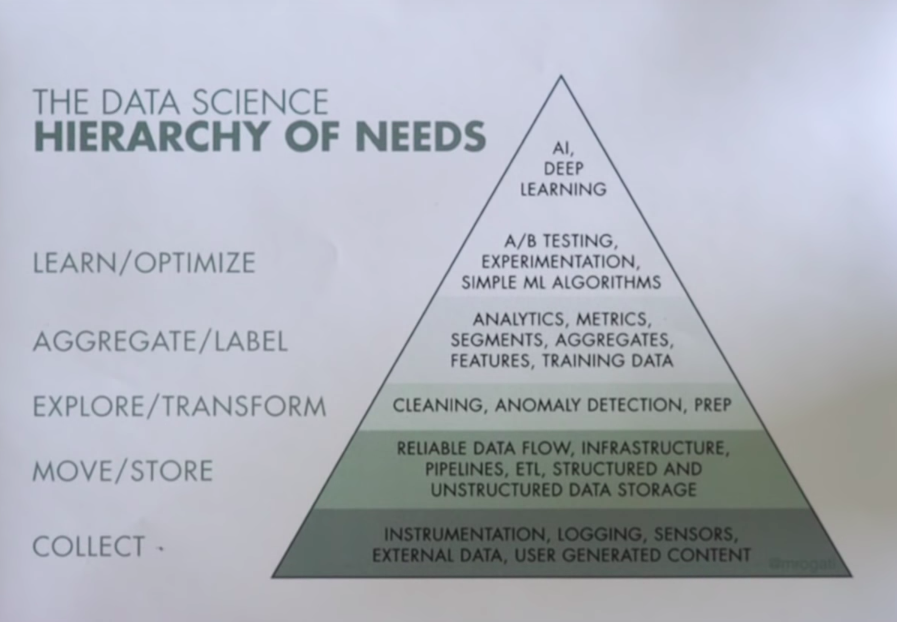 THE DATA SCIENCE
HIERARCHY OF NEEDS
AI,
DEEP
LEARNING
LEARN/OPTIMIZE
A/B TESTING,
EXPERIMENTATION,
SIMPLE ML ALGORITHMS
AGGREGATE/LABEL
ANALYTICS, METRICS,
SEGMENTS, AGGREGATES,
FEATURES, TRAINING DATA
EXPLORE/TRANSFORM
CLEANING, ANOMALY DETECTION, PREP
MOVE/STORE
RELIABLE DATA FLOW, INFRASTRUCTURE,
PIPELINES, ETL, STRUCTURED AND
UNSTRUCTURED DATA STORAGE
COLLECT
INSTRUMENTATION, LOGGING, SENSORS,
EXTERNAL DATA, USER GENERATED CONTENT